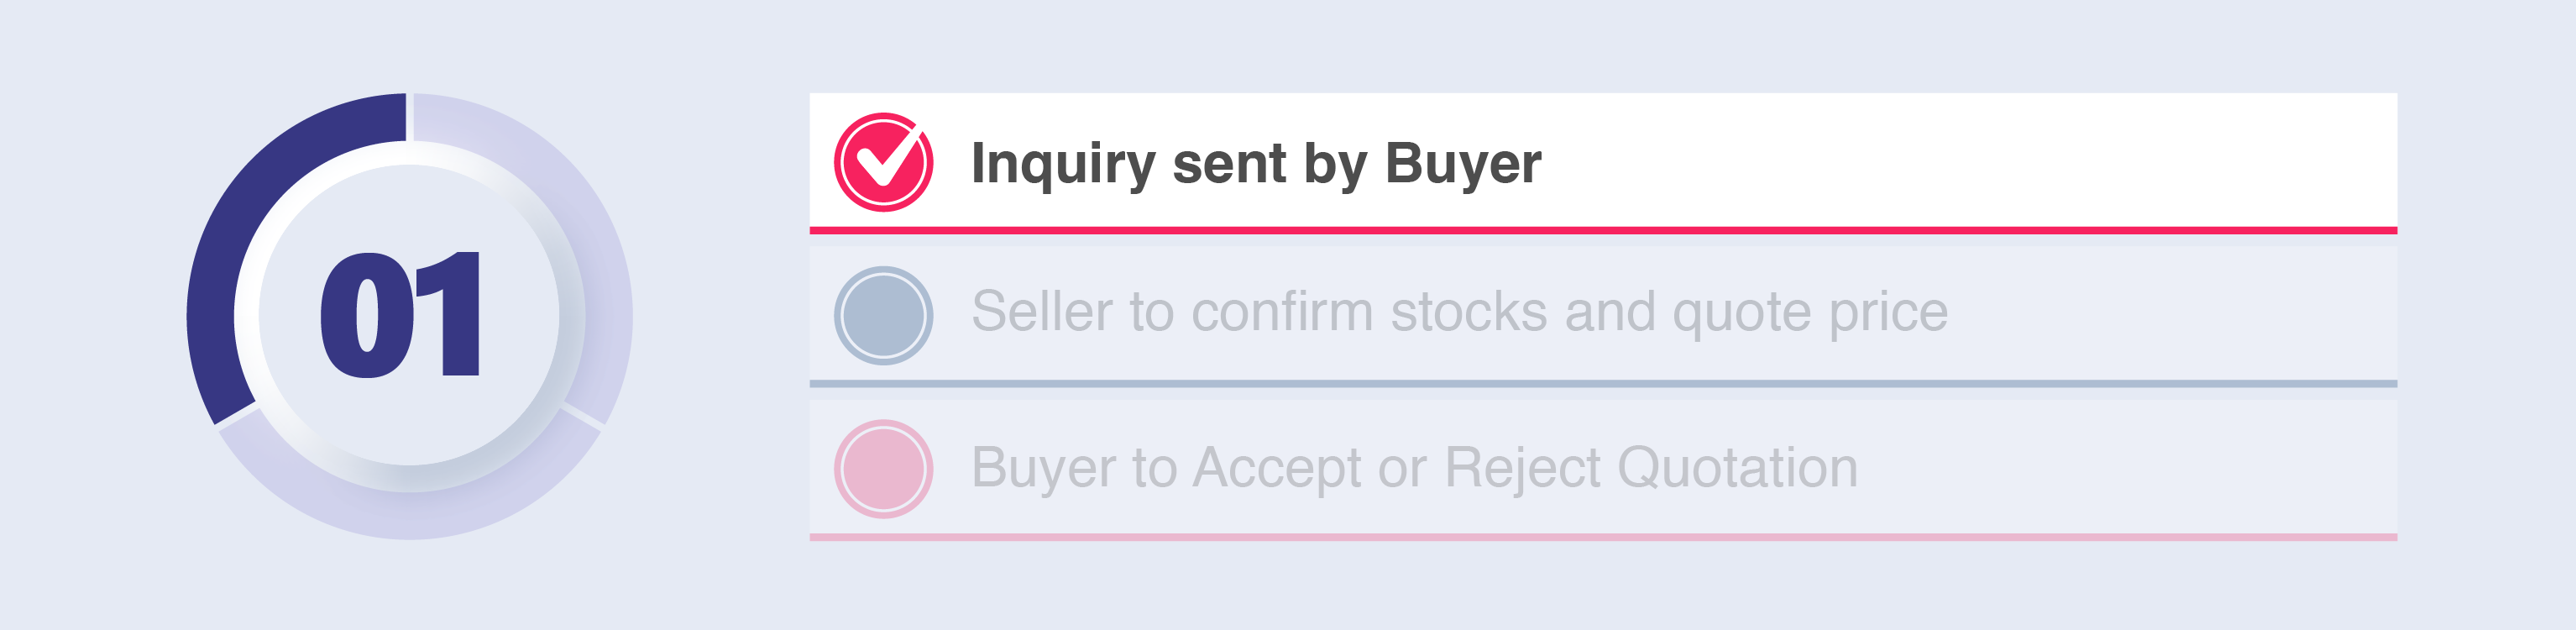 01
Inquiry sent by Buyer
Seller to confirm stocks and quote price
Buyer to Accept or Reject Quotation